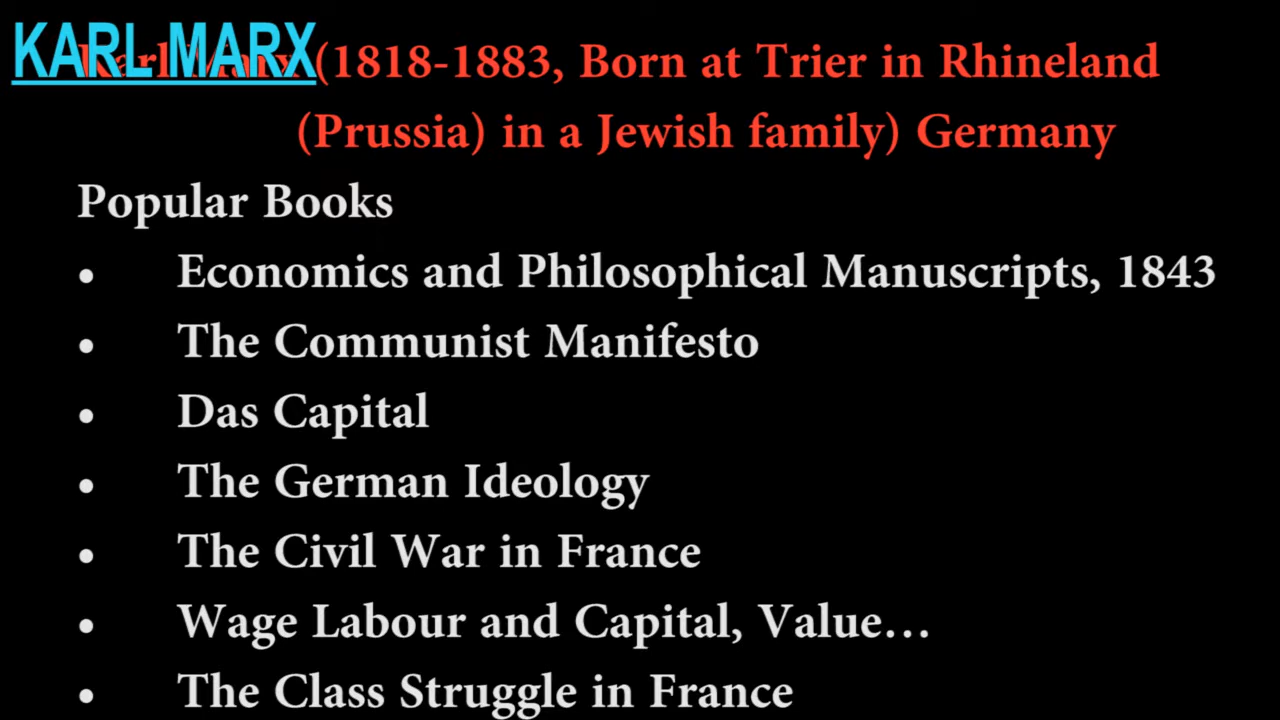 KARL MARX
Karl Marx (1818-1883, Born at Trier in Rhineland
(Prussia) in a Jewish family) Germany
Popular Books
• Economics and Philosophical Manuscripts, 1843
• The Communist Manifesto
• Das Capital
• The German Ideology
• The Civil War in France
• Wage Labour and Capital, Value…
• The Class Struggle in France